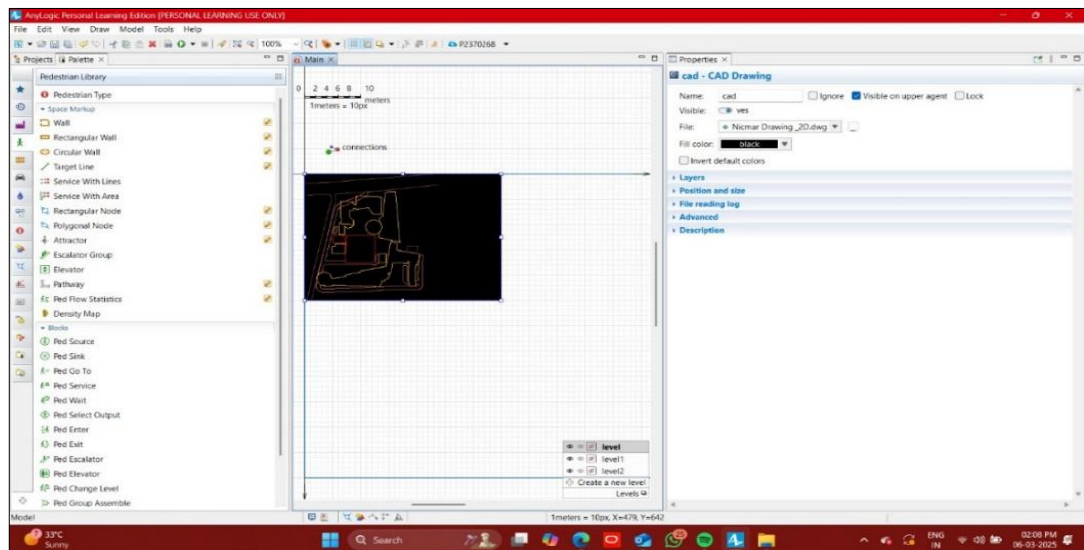 AnyLogic Personal Learning Edition [PERSONAL LEARNING USE ONLY]
File Edit View Draw Model Tools Help
100%
P2370268
Projects Palette
Pedestrian Library
Pedestrian Type
Space Markup
Wall
Rectangular Wall
Circular Wall
Target Line
Service With Lines
Service With Area
Rectangular Node
Polygonal Node
Attractor
Escalator Group
Elevator
Pathway
Ped Flow Statistics
Density Map
Blocks
Ped Source
Ped Sink
Ped Go To
Ped Service
Ped Wait
Ped Select Output
Ped Enter
Ped Exit
Ped Escalator
Ped Elevator
Ped Change Level
Ped Group Assemble
Main
0 2 4 6 8 10
meters
1meters = 10px
connections
level
level1
level2
Create a new level
Levels
Properties
cad - CAD Drawing
Name: cad Ignore Visible on upper agent Lock
Visible: yes
File: Nicmar Drawing _2D.dwg
Fill color: black
Invert default colors
Layers
Position and size
File reading log
Advanced
Description
Model
1meters = 10px, X=479, Y=642
33°C
Sunny
Search
ENG
IN
02:08 PM
06-03-2025